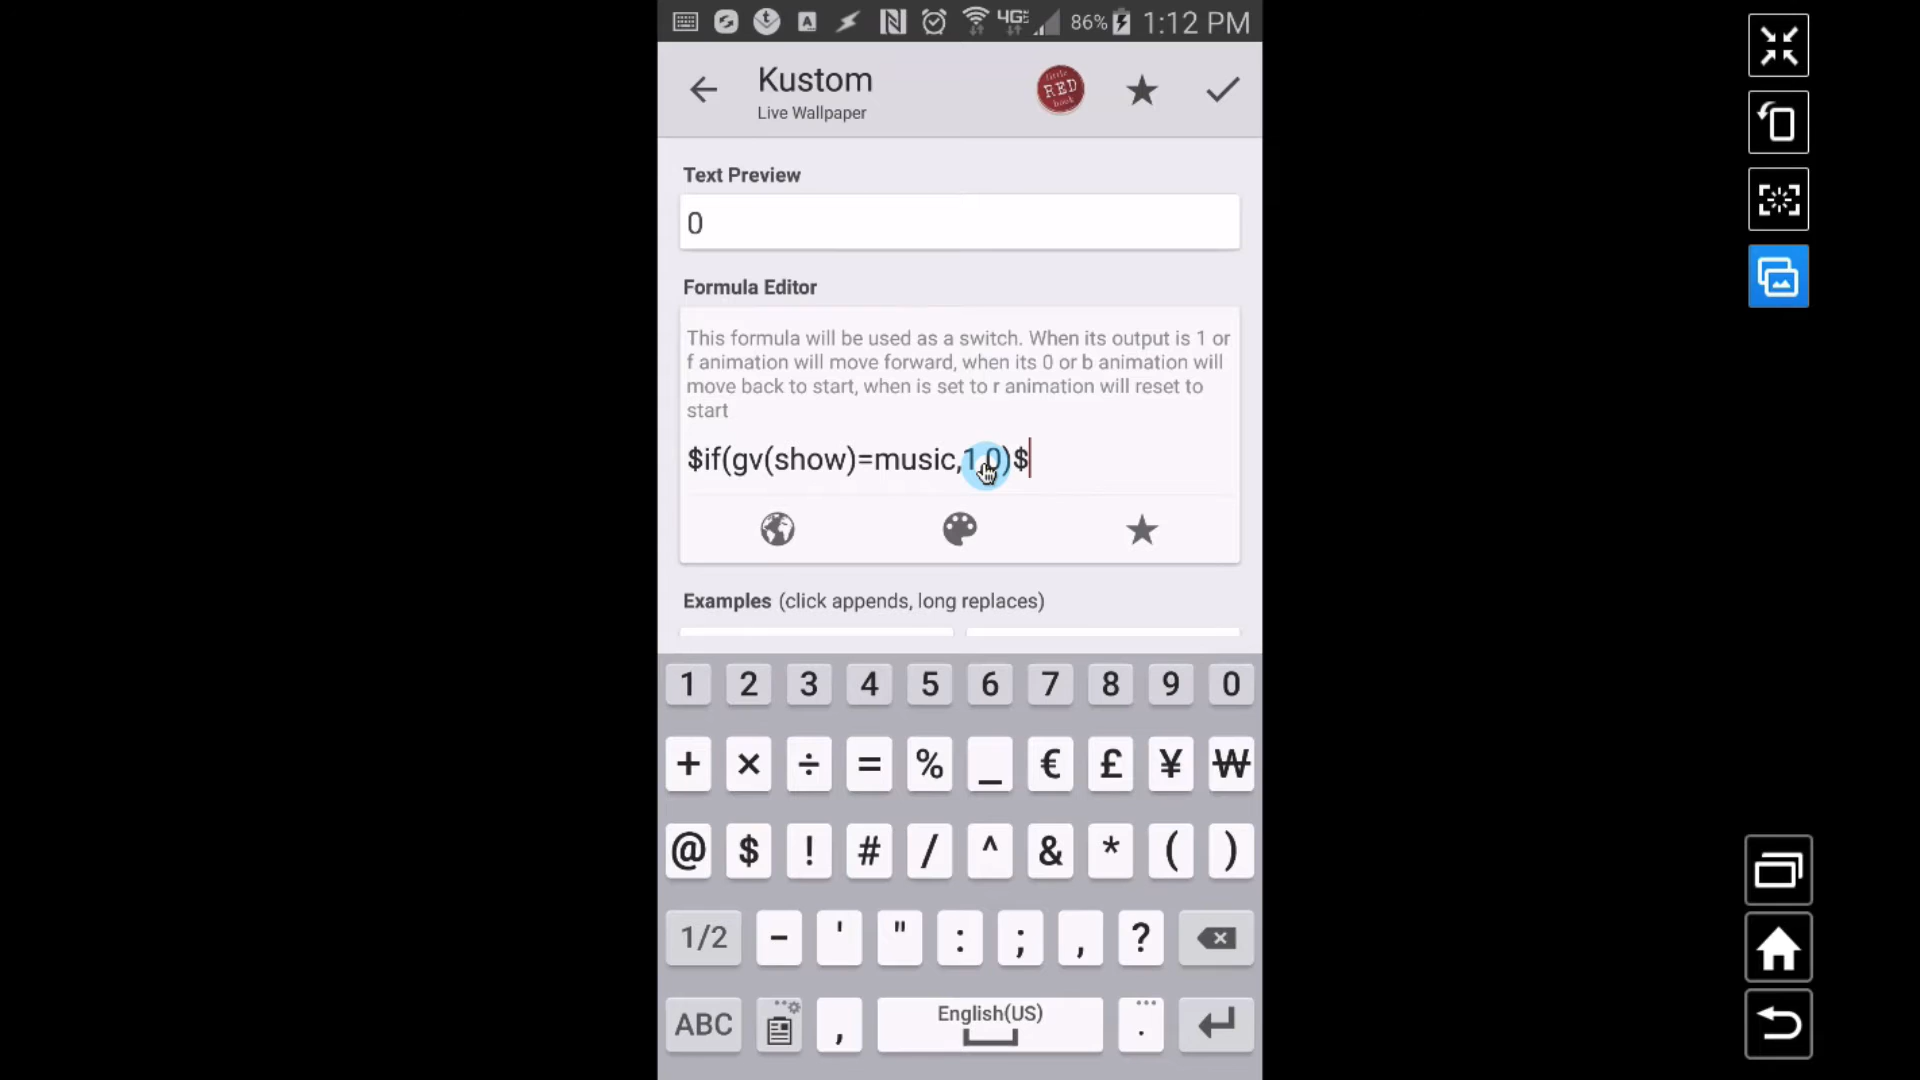 86% 1:12 PM
4GE
Kustom
Live Wallpaper
little
RED
book
Text Preview
0
Formula Editor
This formula will be used as a switch. When its output is 1 or
f animation will move forward, when its 0 or b animation will
move back to start, when is set to r animation will reset to
start
$if(gv(show)=music,1,0)$
Examples (click appends, long replaces)
1 2 3 4 5 6 7 8 9 0
+ × ÷ = % _ € £ ¥ ₩
@ $ ! # / ^ & * ( )
1/2 - ' " : ; , ?
ABC , English(US) .